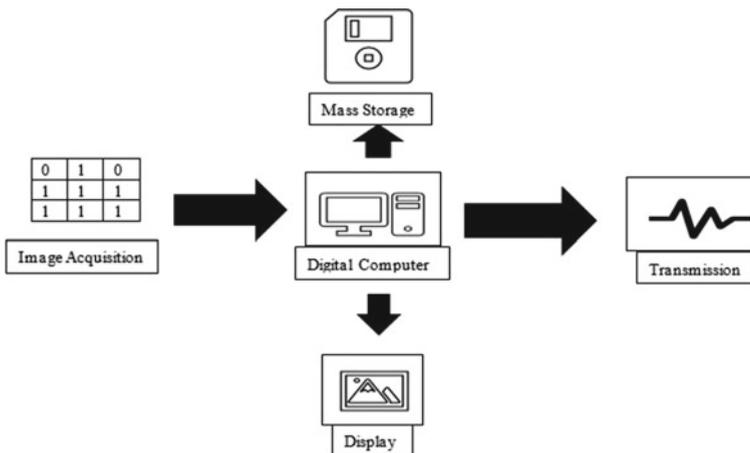 Mass Storage
0 1 0
1 1 1
1 1 1
Image Acquisition
Digital Computer
Transmission
Display